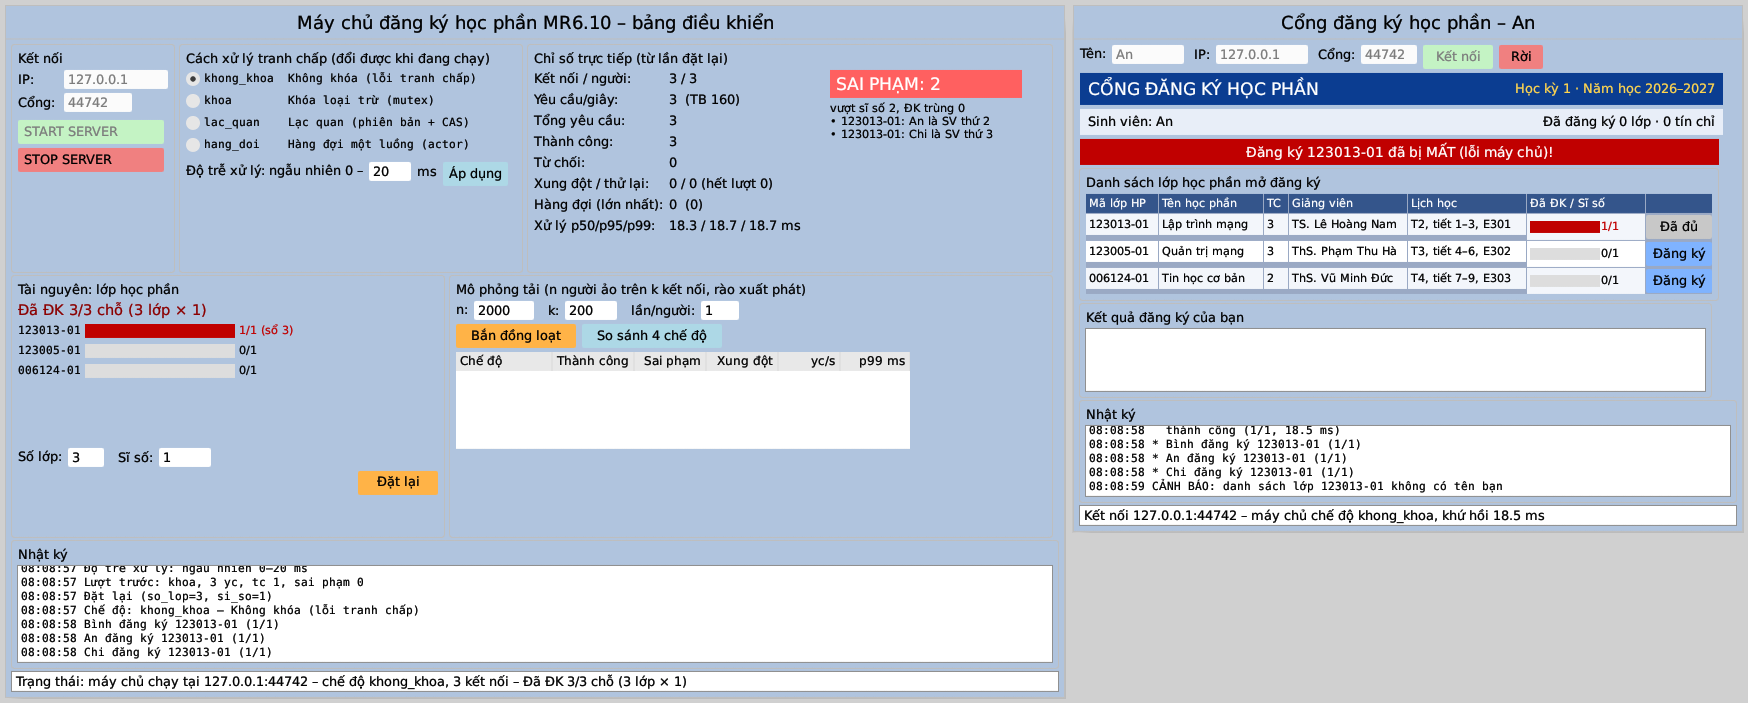 Máy chủ đăng ký học phần MR6.10 – bảng điều khiển
Kết nối
IP: 127.0.0.1
Cổng: 44742
START SERVER
STOP SERVER
Cách xử lý tranh chấp (đổi được khi đang chạy)
khong_khoa Không khóa (lỗi tranh chấp)
khoa Khóa loại trừ (mutex)
lac_quan Lạc quan (phiên bản + CAS)
hang_doi Hàng đợi một luồng (actor)
Độ trễ xử lý: ngẫu nhiên 0 – 20 ms Áp dụng
Chỉ số trực tiếp (từ lần đặt lại)
Kết nối / người: 3 / 3
Yêu cầu/giây: 3 (TB 160)
Tổng yêu cầu: 3
Thành công: 3
Từ chối: 0
Xung đột / thử lại: 0 / 0 (hết lượt 0)
Hàng đợi (lớn nhất): 0 (0)
Xử lý p50/p95/p99: 18.3 / 18.7 / 18.7 ms
SAI PHẠM: 2
vượt sĩ số 2, ĐK trùng 0
• 123013-01: An là SV thứ 2
• 123013-01: Chi là SV thứ 3
Tài nguyên: lớp học phần
Đã ĐK 3/3 chỗ (3 lớp × 1)
123013-01 1/1 (sổ 3)
123005-01 0/1
006124-01 0/1
Số lớp: 3 Sĩ số: 1
Đặt lại
Mô phỏng tải (n người ảo trên k kết nối, rào xuất phát)
n: 2000 k: 200 lần/người: 1
Bắn đồng loạt So sánh 4 chế độ
Chế độ Thành công Sai phạm Xung đột yc/s p99 ms
Nhật ký
08:08:57 Độ trễ xử lý: ngẫu nhiên 0–20 ms
08:08:57 Lượt trước: khoa, 3 yc, tc 1, sai phạm 0
08:08:57 Đặt lại (so_lop=3, si_so=1)
08:08:57 Chế độ: khong_khoa – Không khóa (lỗi tranh chấp)
08:08:58 Bình đăng ký 123013-01 (1/1)
08:08:58 An đăng ký 123013-01 (1/1)
08:08:58 Chi đăng ký 123013-01 (1/1)
Trạng thái: máy chủ chạy tại 127.0.0.1:44742 – chế độ khong_khoa, 3 kết nối – Đã ĐK 3/3 chỗ (3 lớp × 1)
Cổng đăng ký học phần – An
Tên: An IP: 127.0.0.1 Cổng: 44742 Kết nối Rời
CỔNG ĐĂNG KÝ HỌC PHẦN Học kỳ 1 · Năm học 2026–2027
Sinh viên: An Đã đăng ký 0 lớp · 0 tín chỉ
Đăng ký 123013-01 đã bị MẤT (lỗi máy chủ)!
Danh sách lớp học phần mở đăng ký
Mã lớp HP Tên học phần TC Giảng viên Lịch học Đã ĐK / Sĩ số
123013-01 Lập trình mạng 3 TS. Lê Hoàng Nam T2, tiết 1–3, E301 1/1 Đã đủ
123005-01 Quản trị mạng 3 ThS. Phạm Thu Hà T3, tiết 4–6, E302 0/1 Đăng ký
006124-01 Tin học cơ bản 2 ThS. Vũ Minh Đức T4, tiết 7–9, E303 0/1 Đăng ký
Kết quả đăng ký của bạn
Nhật ký
08:08:58 thành công (1/1, 18.5 ms)
08:08:58 * Bình đăng ký 123013-01 (1/1)
08:08:58 * An đăng ký 123013-01 (1/1)
08:08:58 * Chi đăng ký 123013-01 (1/1)
08:08:59 CẢNH BÁO: danh sách lớp 123013-01 không có tên bạn
Kết nối 127.0.0.1:44742 – máy chủ chế độ khong_khoa, khứ hồi 18.5 ms